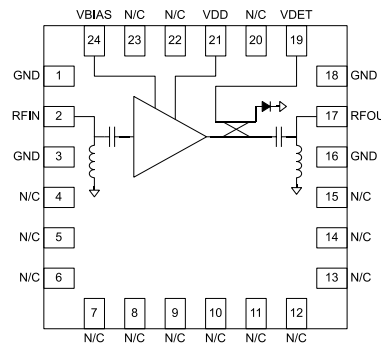 VBIAS N/C N/C VDD N/C VDET
24 23 22 21 20 19
GND 1 18 GND
RFIN 2 17 RFOU
GND 3 16 GND
N/C 4 15 N/C
N/C 5 14 N/C
N/C 6 13 N/C
7 8 9 10 11 12
N/C N/C N/C N/C N/C N/C